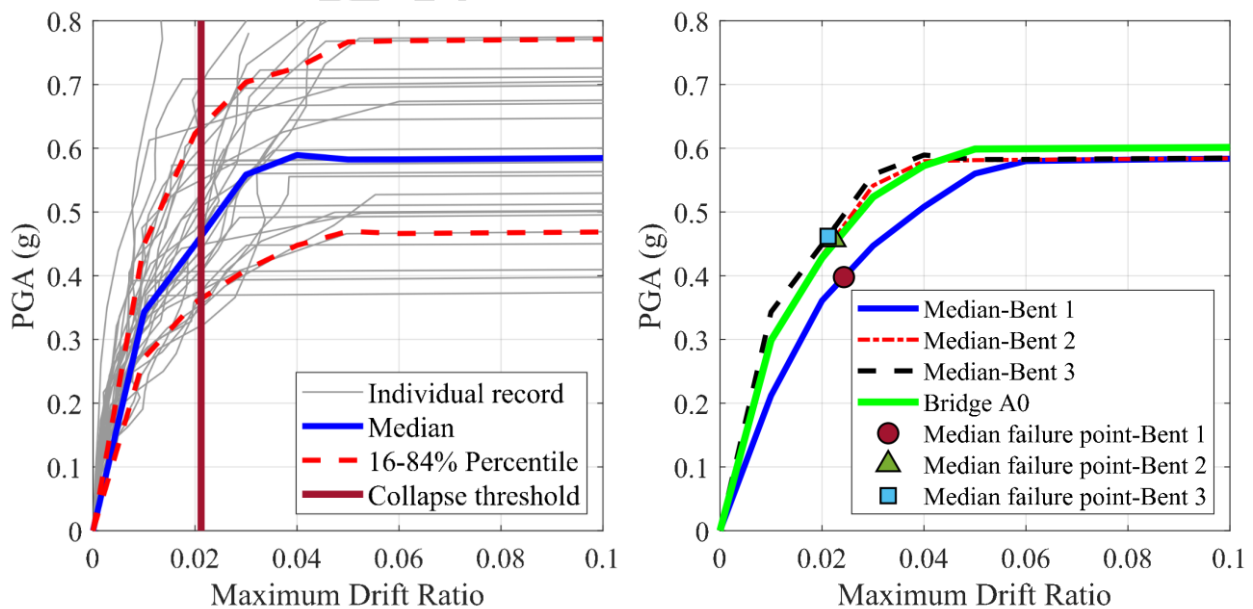 0.8
0.7
0.6
0.5
0.4
0.3
0.2
0.1
0
PGA (g)
Individual record
Median
16-84% Percentile
Collapse threshold
0
0.02
0.04
0.06
0.08
0.1
Maximum Drift Ratio
0.8
0.7
0.6
0.5
0.4
0.3
0.2
0.1
0
PGA (g)
Median-Bent 1
Median-Bent 2
Median-Bent 3
Bridge A0
Median failure point-Bent 1
Median failure point-Bent 2
Median failure point-Bent 3
0
0.02
0.04
0.06
0.08
0.1
Maximum Drift Ratio